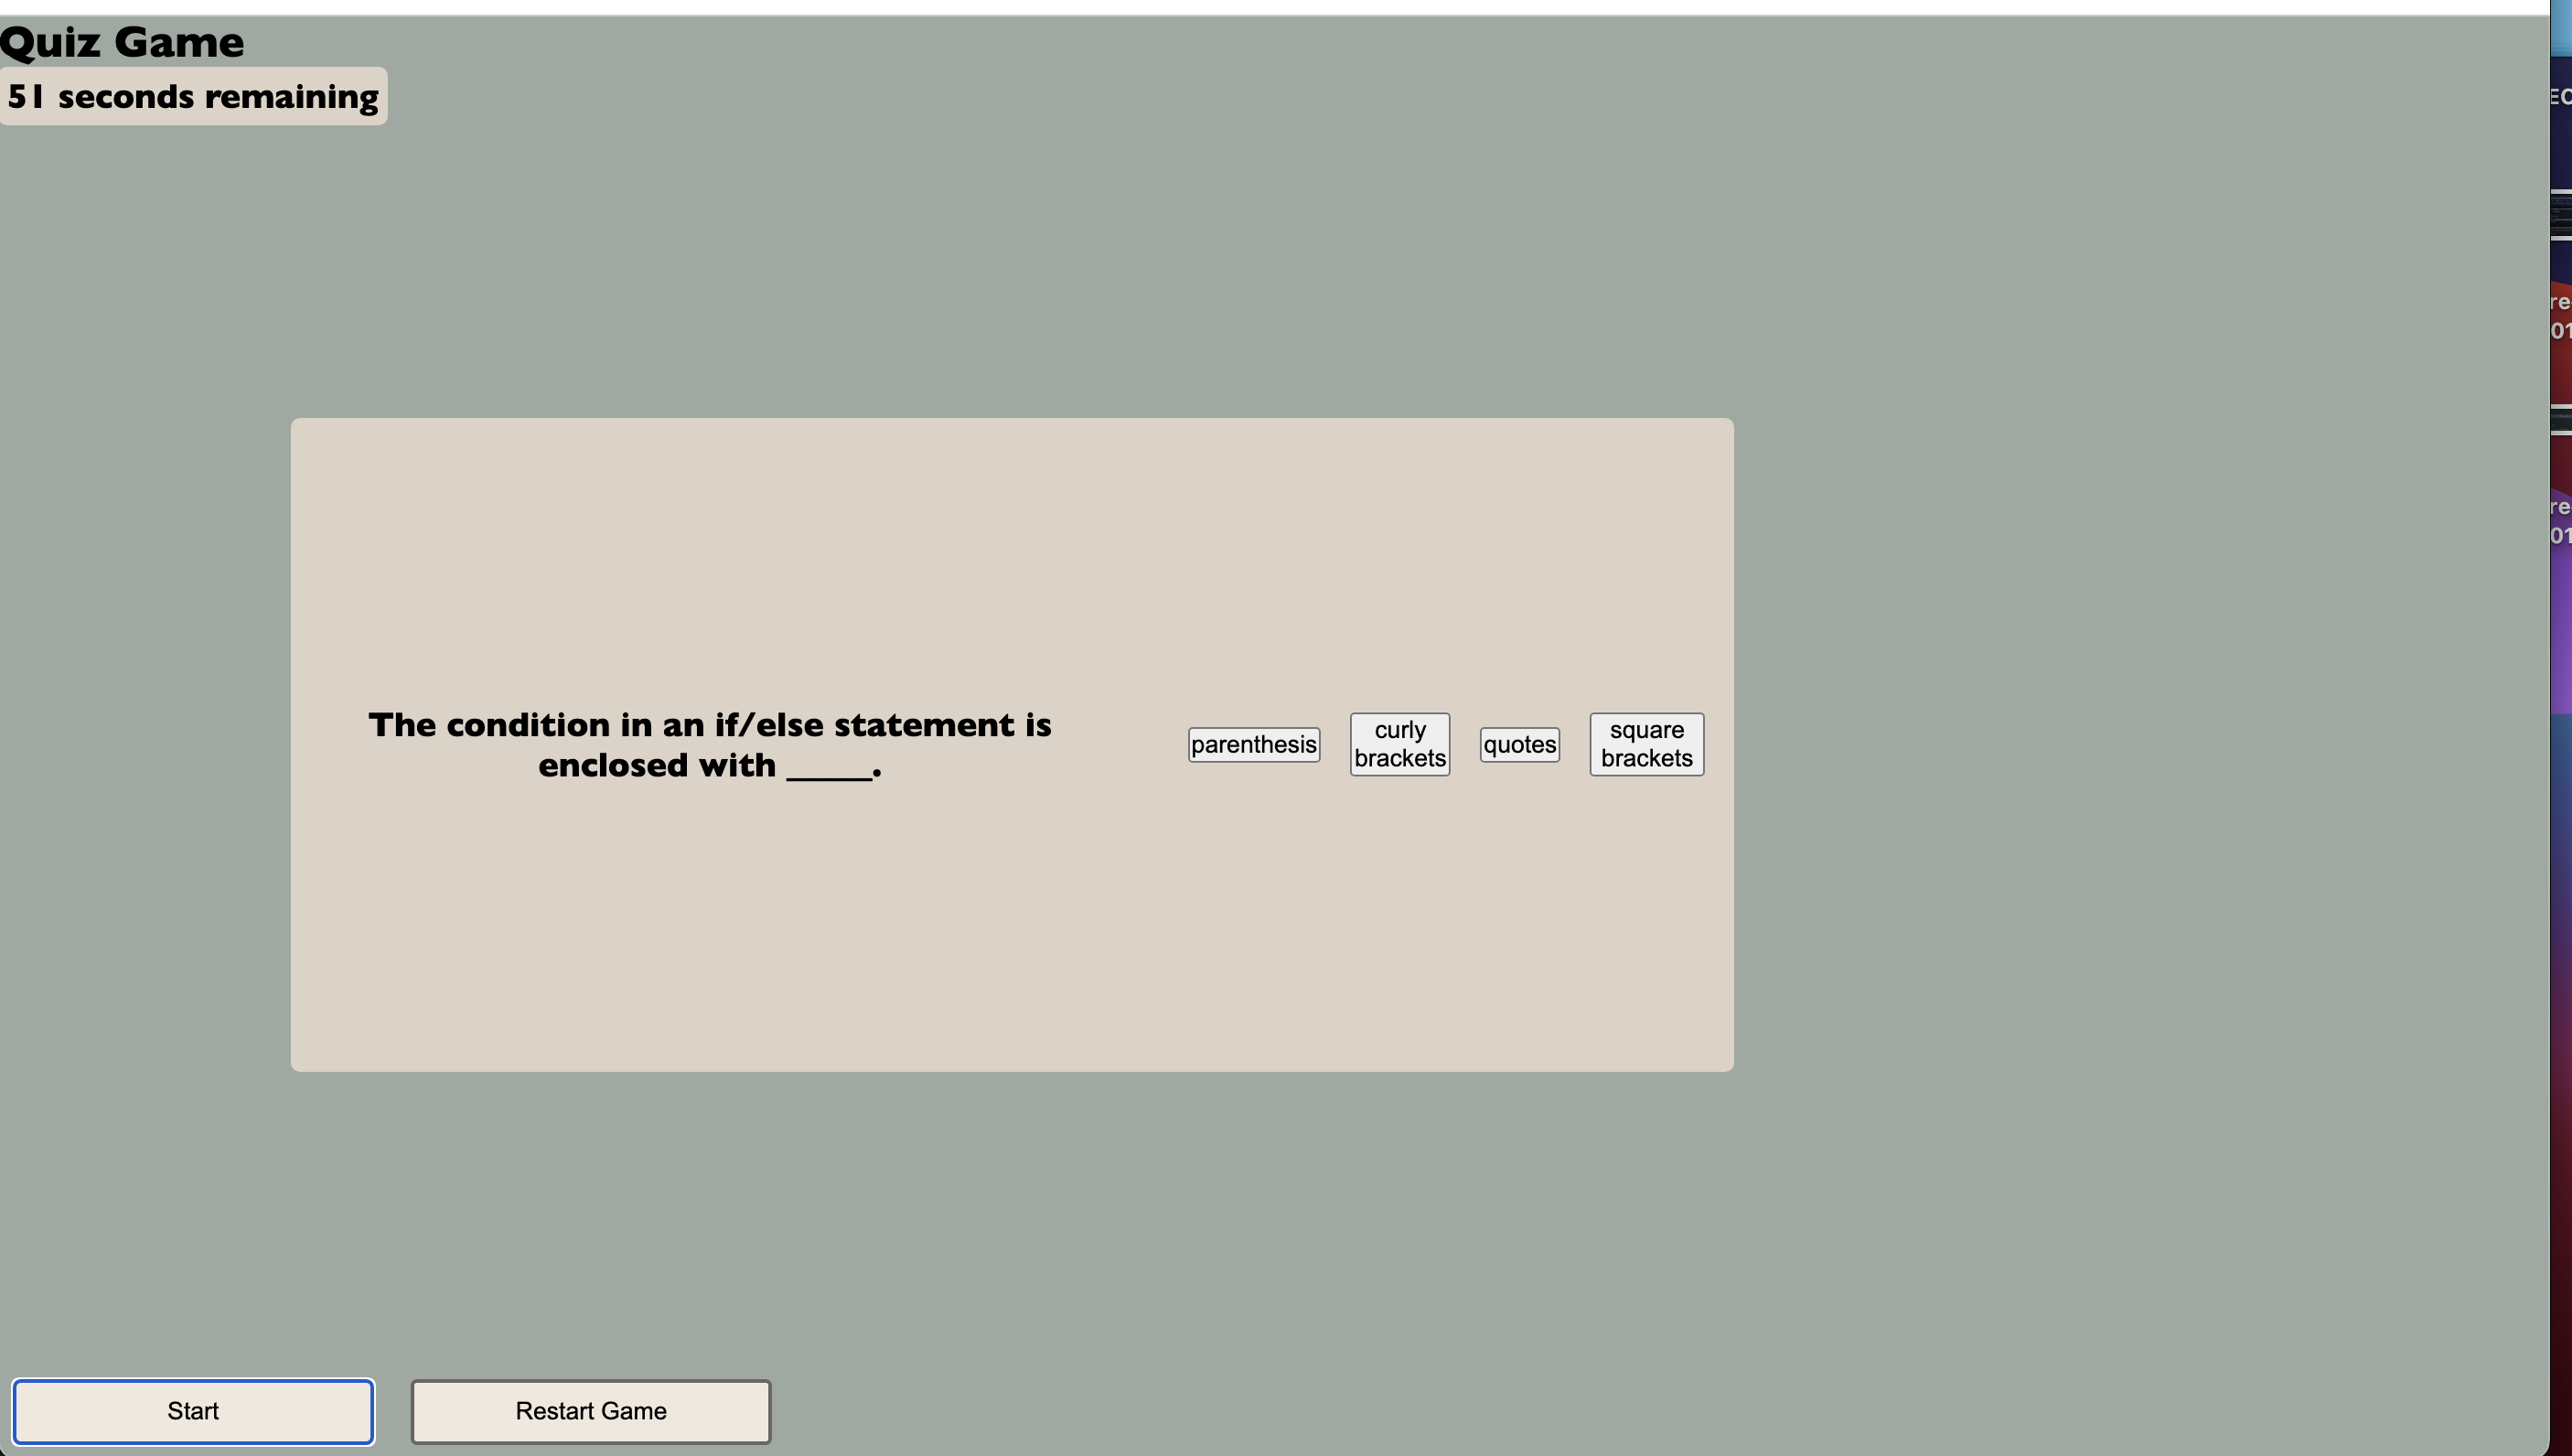 Quiz Game
51 seconds remaining
The condition in an if/else statement is
enclosed with _____.
parenthesis
curly
brackets
quotes
square
brackets
Start
Restart Game